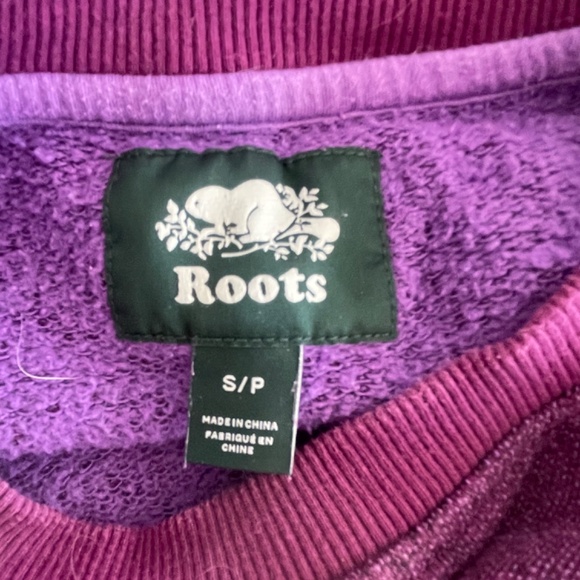 Roots
S/P
MADE IN CHINA
FABRIQUÉ EN
CHINE